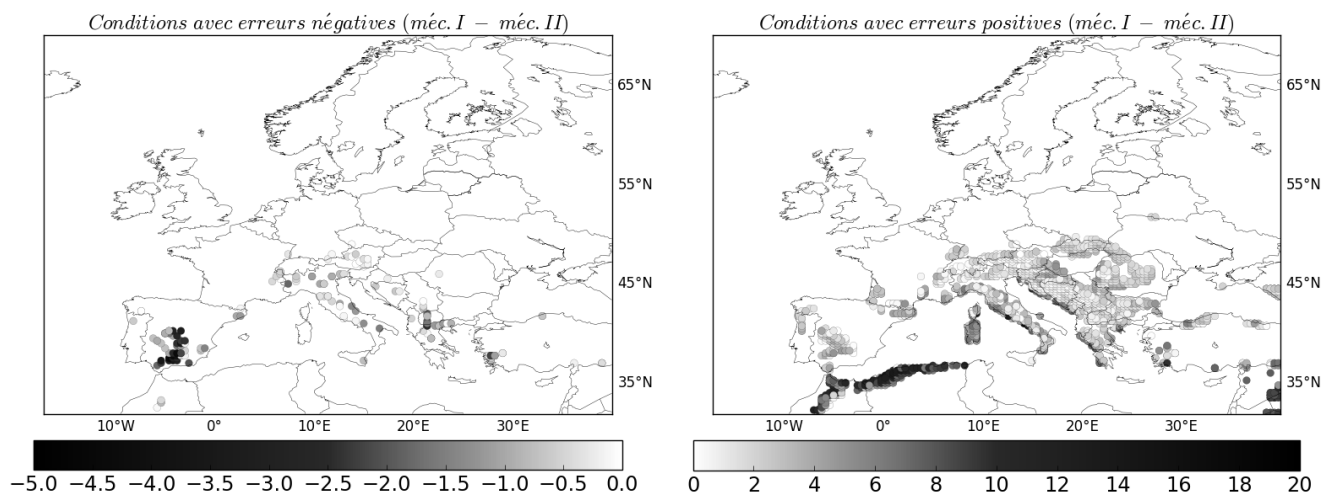 Conditions avec erreurs négatives (méc. I − méc. II)
65°N
55°N
45°N
35°N
10°W 0° 10°E 20°E 30°E
−5.0 −4.5 −4.0 −3.5 −3.0 −2.5 −2.0 −1.5 −1.0 −0.5 0.0
Conditions avec erreurs positives (méc. I − méc. II)
65°N
55°N
45°N
35°N
10°W 0° 10°E 20°E 30°E
0 2 4 6 8 10 12 14 16 18 20